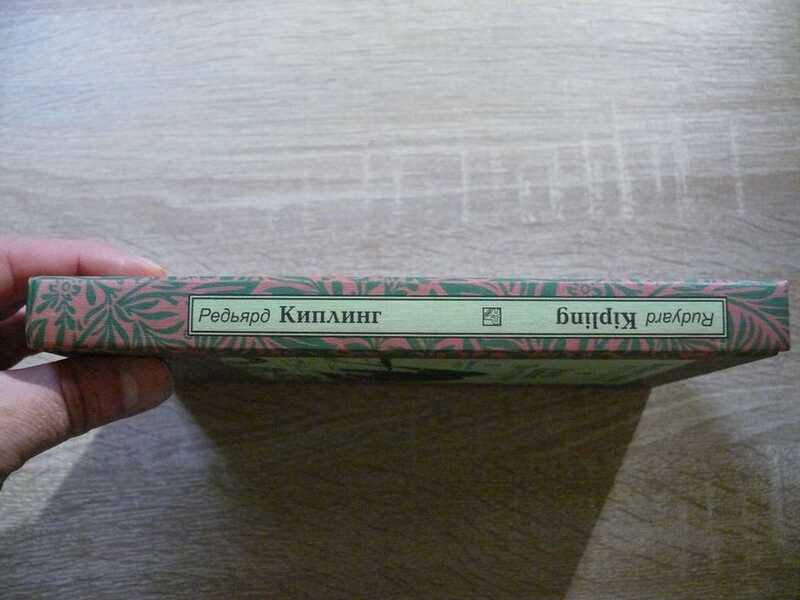 Редьярд Киплинг
Rudyard Kipling